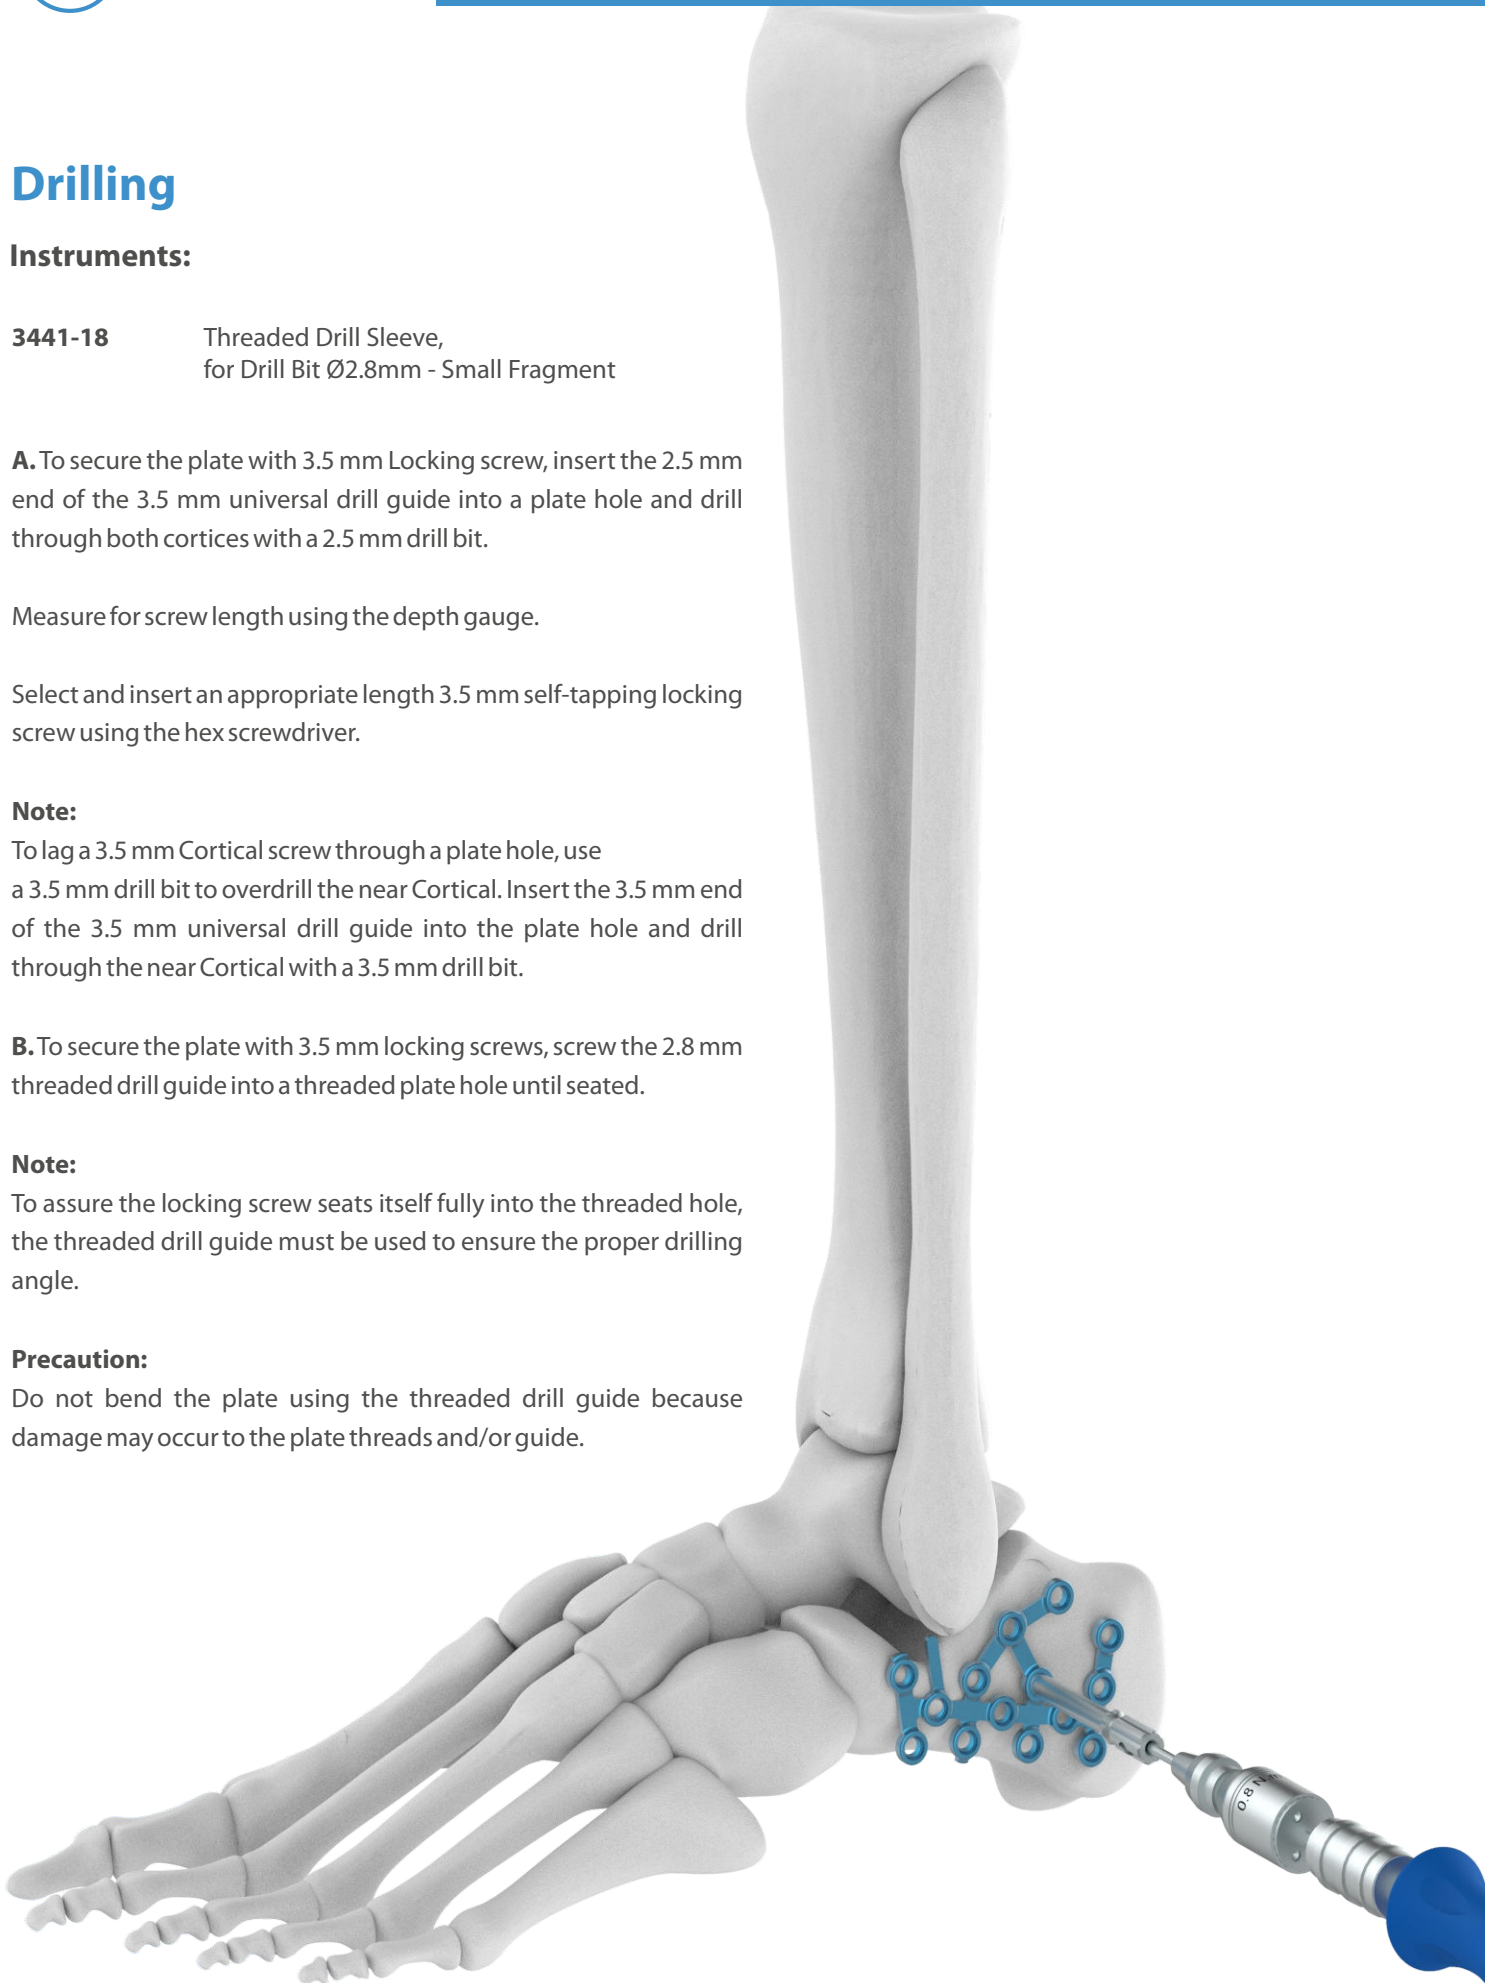 Drilling
Instruments:
3441-18 Threaded Drill Sleeve,
for Drill Bit Ø2.8mm - Small Fragment
A. To secure the plate with 3.5 mm Locking screw, insert the 2.5 mm
end of the 3.5 mm universal drill guide into a plate hole and drill
through both cortices with a 2.5 mm drill bit.
Measure for screw length using the depth gauge.
Select and insert an appropriate length 3.5 mm self-tapping locking
screw using the hex screwdriver.
Note:
To lag a 3.5 mm Cortical screw through a plate hole, use
a 3.5 mm drill bit to overdrill the near Cortical. Insert the 3.5 mm end
of the 3.5 mm universal drill guide into the plate hole and drill
through the near Cortical with a 3.5 mm drill bit.
B. To secure the plate with 3.5 mm locking screws, screw the 2.8 mm
threaded drill guide into a threaded plate hole until seated.
Note:
To assure the locking screw seats itself fully into the threaded hole,
the threaded drill guide must be used to ensure the proper drilling
angle.
Precaution:
Do not bend the plate using the threaded drill guide because
damage may occur to the plate threads and/or guide.
0.8 N